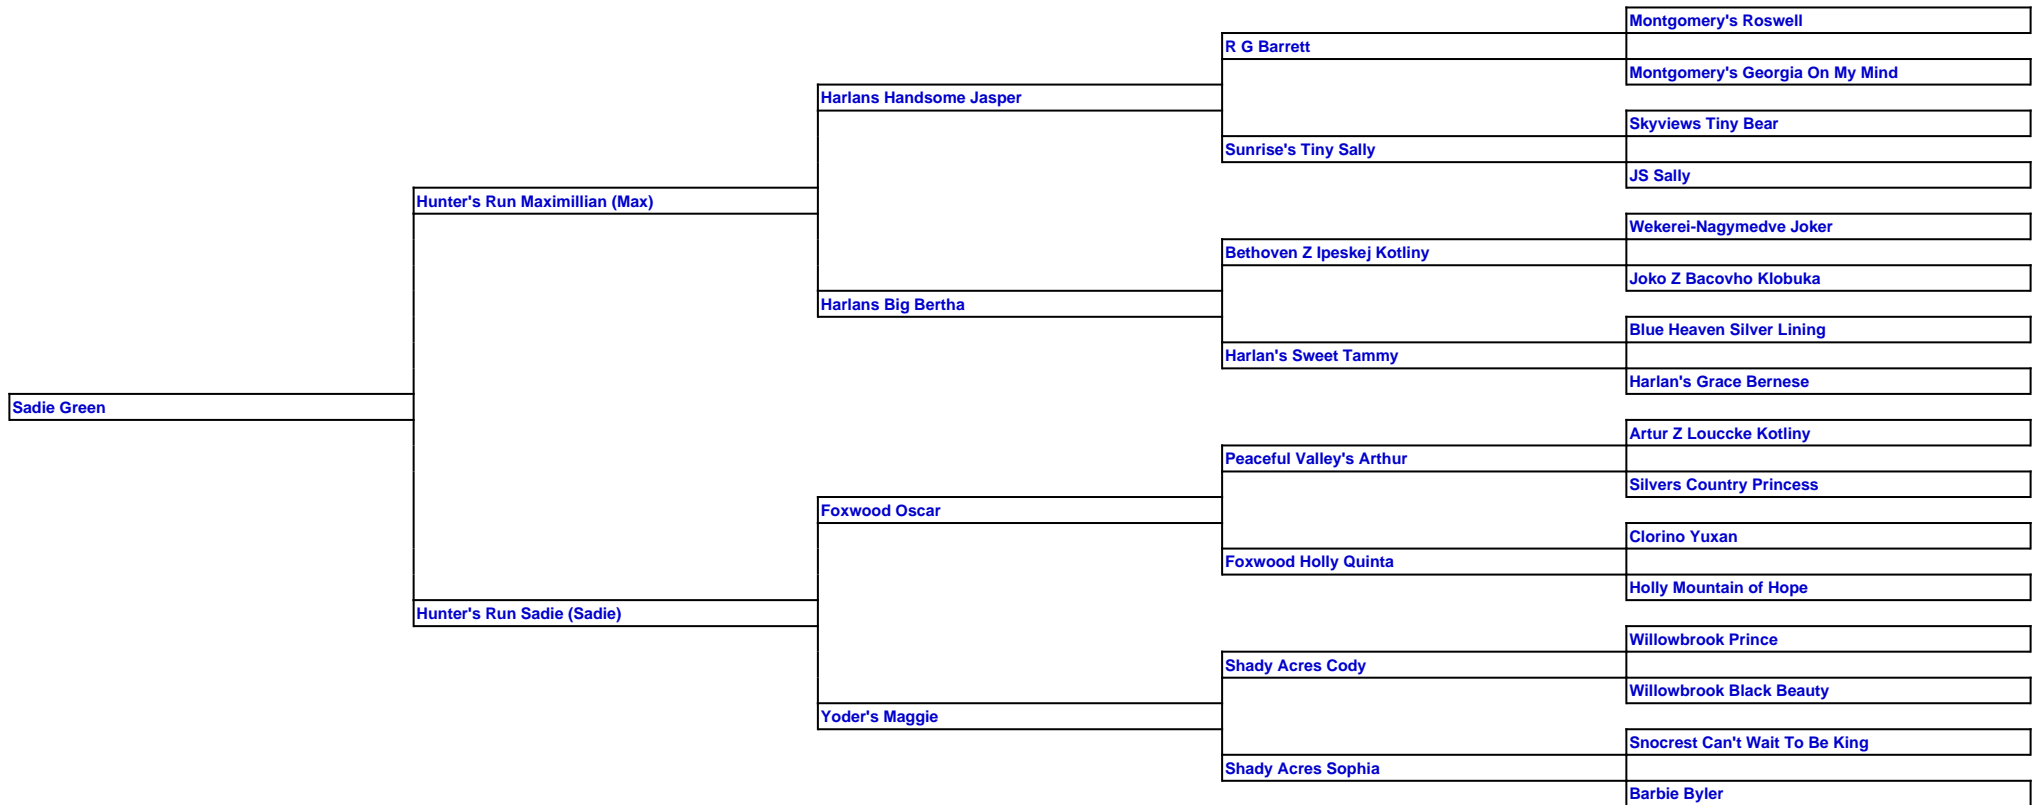 Montgomery's Roswell
R G Barrett
Montgomery's Georgia On My Mind
Harlans Handsome Jasper
Skyviews Tiny Bear
Sunrise's Tiny Sally
JS Sally
Hunter's Run Maximillian (Max)
Wekerei-Nagymedve Joker
Bethoven Z Ipeskej Kotliny
Joko Z Bacovho Klobuka
Harlans Big Bertha
Blue Heaven Silver Lining
Harlan's Sweet Tammy
Harlan's Grace Bernese
Sadie Green
Artur Z Louccke Kotliny
Peaceful Valley's Arthur
Silvers Country Princess
Foxwood Oscar
Clorino Yuxan
Foxwood Holly Quinta
Holly Mountain of Hope
Hunter's Run Sadie (Sadie)
Willowbrook Prince
Shady Acres Cody
Willowbrook Black Beauty
Yoder's Maggie
Snocrest Can't Wait To Be King
Shady Acres Sophia
Barbie Byler